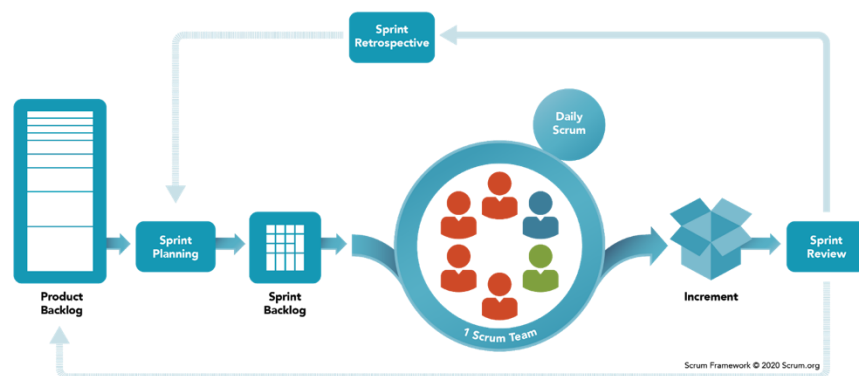 Sprint
Retrospective
Daily
Scrum
Sprint
Planning
Sprint
Review
Product
Backlog
Sprint
Backlog
Increment
1 Scrum Team
Scrum Framework © 2020 Scrum.org